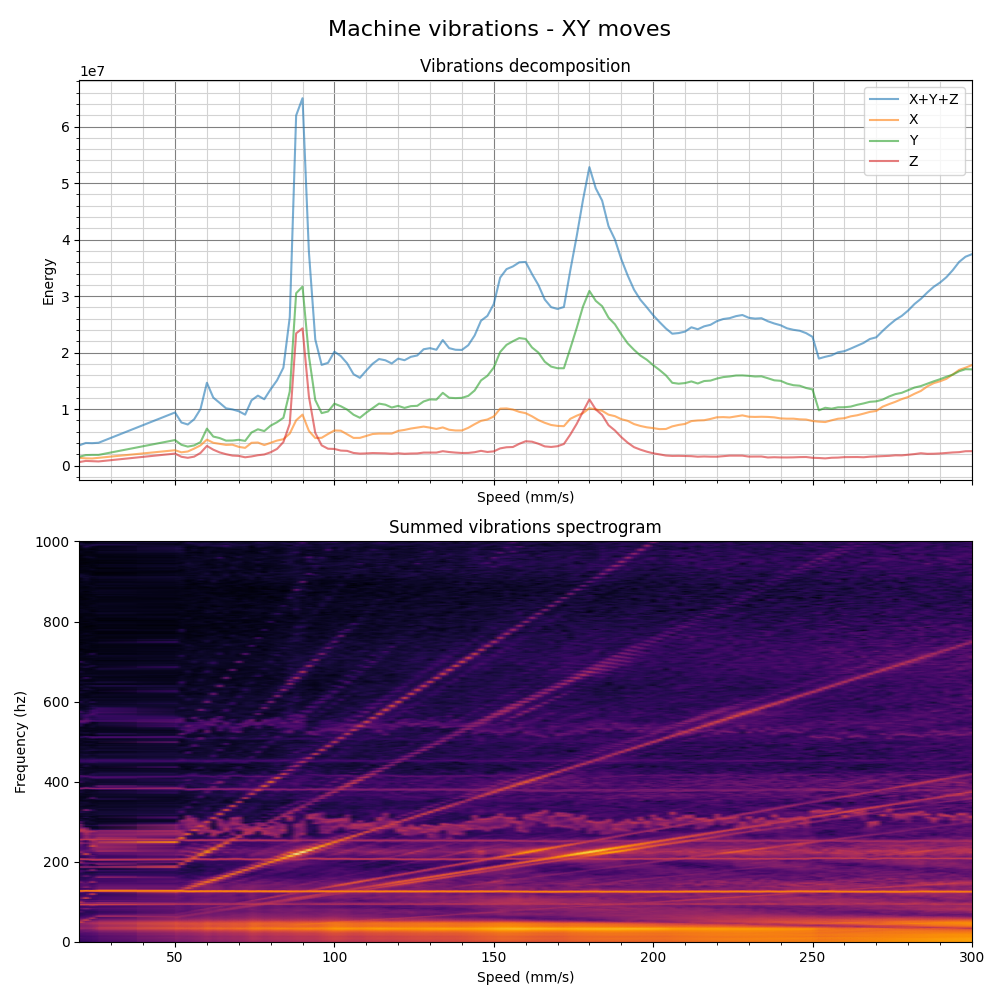 Machine vibrations - XY moves
Vibrations decomposition
1e7
6
5
4
3
2
1
0
Energy
X+Y+Z
X
Y
Z
Speed (mm/s)
Summed vibrations spectrogram
1000
800
600
400
200
0
Frequency (hz)
50 100 150 200 250 300
Speed (mm/s)